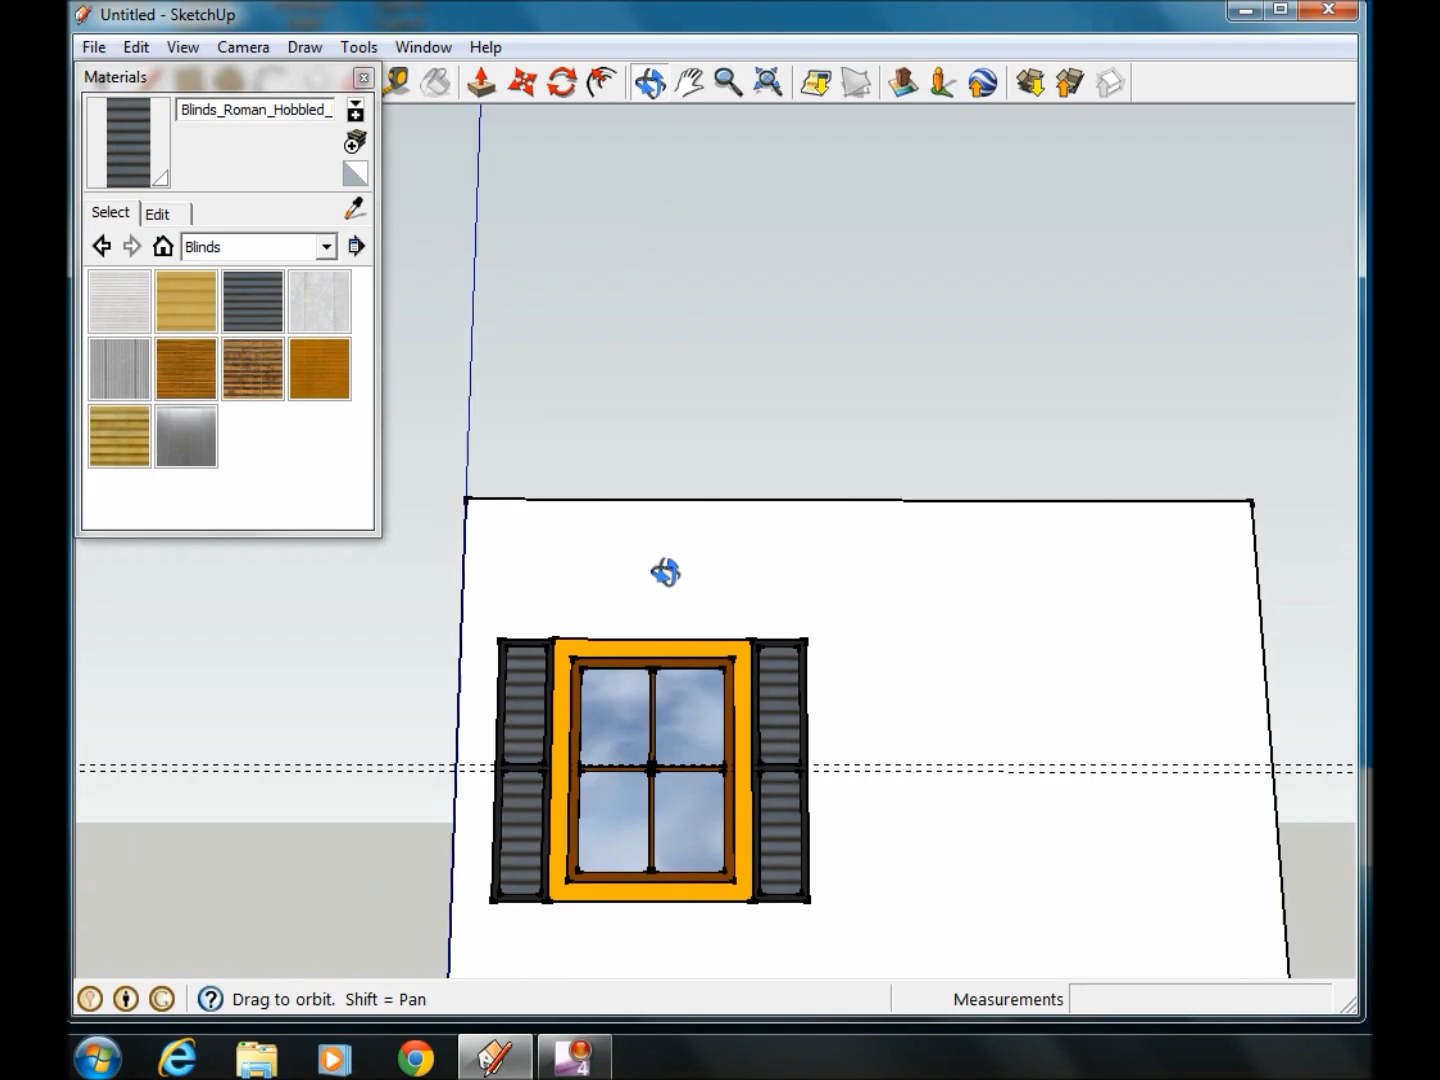 Untitled - SketchUp
File Edit View Camera Draw Tools Window Help
Materials
Blinds_Roman_Hobbled_
Select Edit
Blinds
Drag to orbit. Shift = Pan
Measurements
4